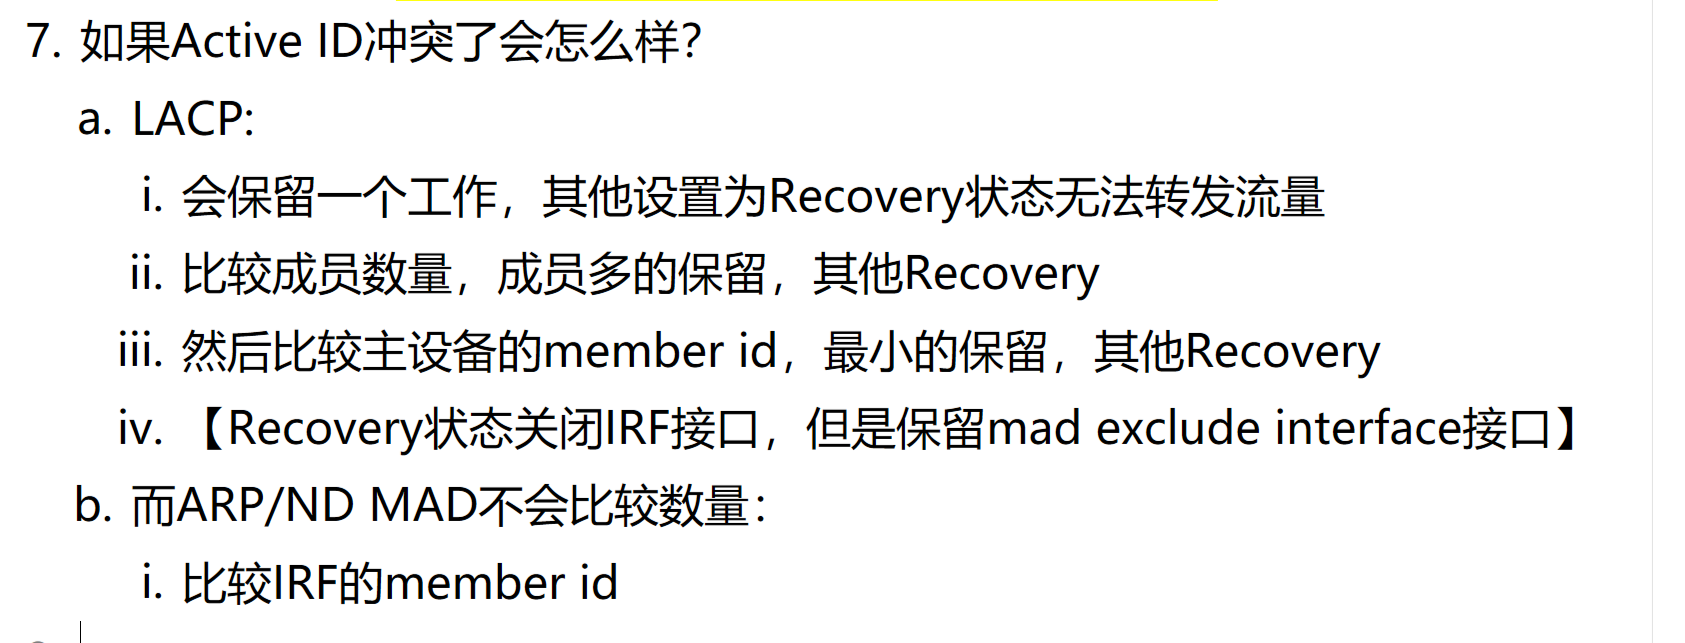 7. 如果Active ID冲突了会怎么样？
a. LACP:
i. 会保留一个工作，其他设置为Recovery状态无法转发流量
ii. 比较成员数量，成员多的保留，其他Recovery
iii. 然后比较主设备的member id，最小的保留，其他Recovery
iv. 【Recovery状态关闭IRF接口，但是保留mad exclude interface接口】
b. 而ARP/ND MAD不会比较数量：
i. 比较IRF的member id